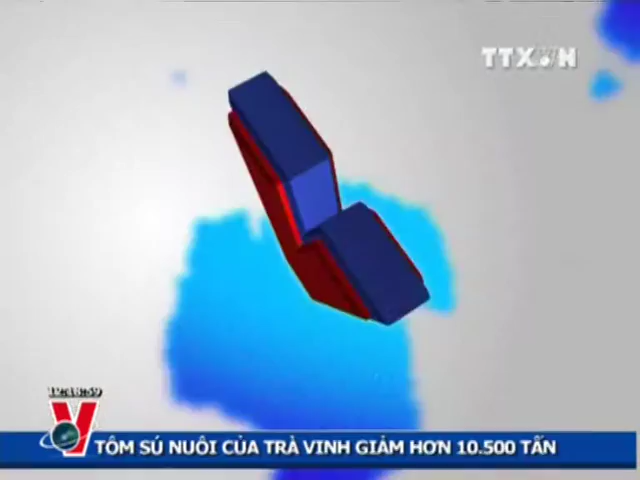 TTXVN
V
TÔM SÚ NUÔI CỦA TRÀ VINH GIẢM HƠN 10.500 TẤN